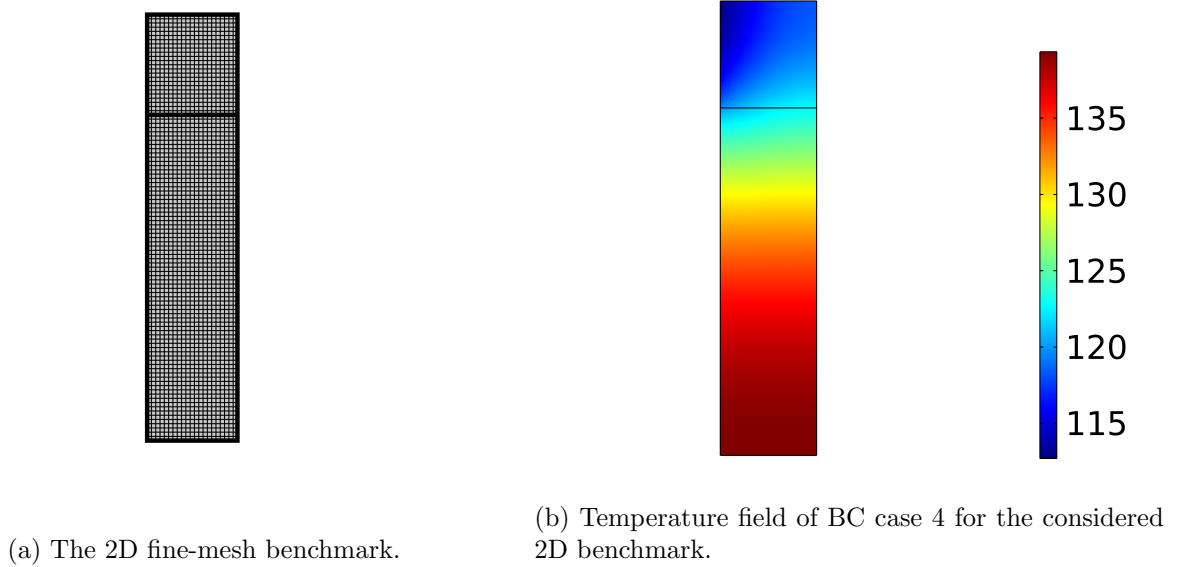 135
130
125
120
115
(a) The 2D fine-mesh benchmark.
(b) Temperature field of BC case 4 for the considered
2D benchmark.